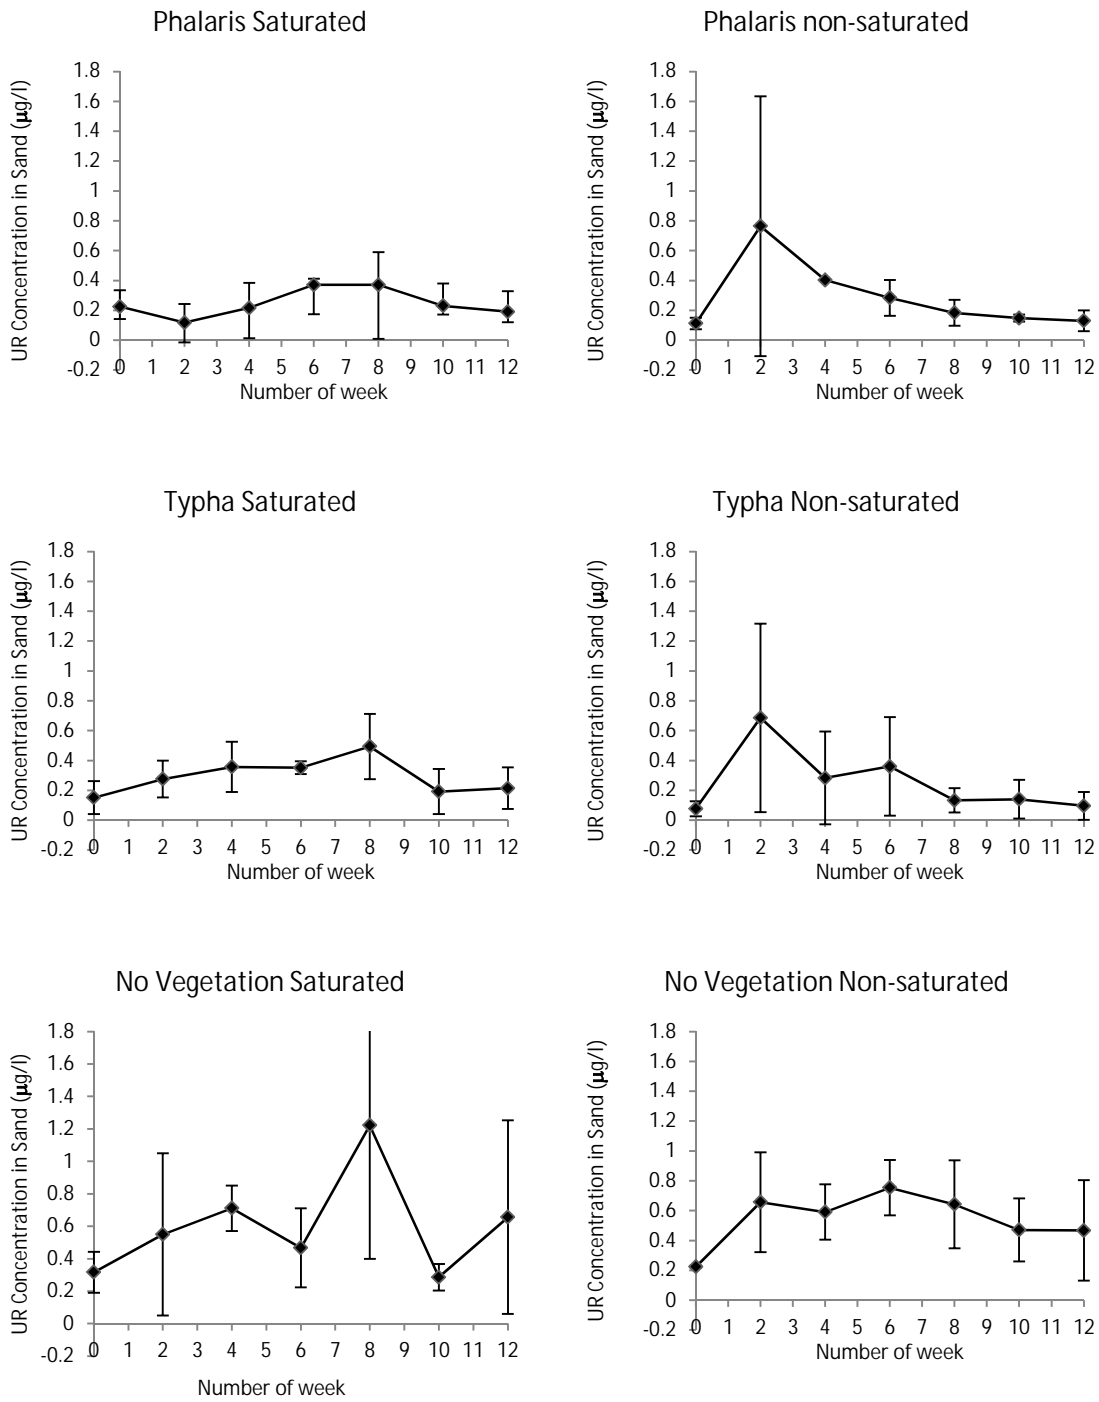 Phalaris Saturated
UR Concentration in Sand (µg/l)
1.8
1.6
1.4
1.2
1
0.8
0.6
0.4
0.2
0
-0.2
0 1 2 3 4 5 6 7 8 9 10 11 12
Number of week
Phalaris non-saturated
UR Concentration in Sand (µg/l)
1.8
1.6
1.4
1.2
1
0.8
0.6
0.4
0.2
0
-0.2
0 1 2 3 4 5 6 7 8 9 10 11 12
Number of week
Typha Saturated
UR Concentration in Sand (µg/l)
1.8
1.6
1.4
1.2
1
0.8
0.6
0.4
0.2
0
-0.2
0 1 2 3 4 5 6 7 8 9 10 11 12
Number of week
Typha Non-saturated
UR Concentration in Sand (µg/l)
1.8
1.6
1.4
1.2
1
0.8
0.6
0.4
0.2
0
-0.2
0 1 2 3 4 5 6 7 8 9 10 11 12
Number of week
No Vegetation Saturated
UR Concentration in Sand (µg/l)
1.8
1.6
1.4
1.2
1
0.8
0.6
0.4
0.2
0
-0.2
0 1 2 3 4 5 6 7 8 9 10 11 12
Number of week
No Vegetation Non-saturated
UR Concentration in Sand (µg/l)
1.8
1.6
1.4
1.2
1
0.8
0.6
0.4
0.2
0
-0.2
0 1 2 3 4 5 6 7 8 9 10 11 12
Number of week